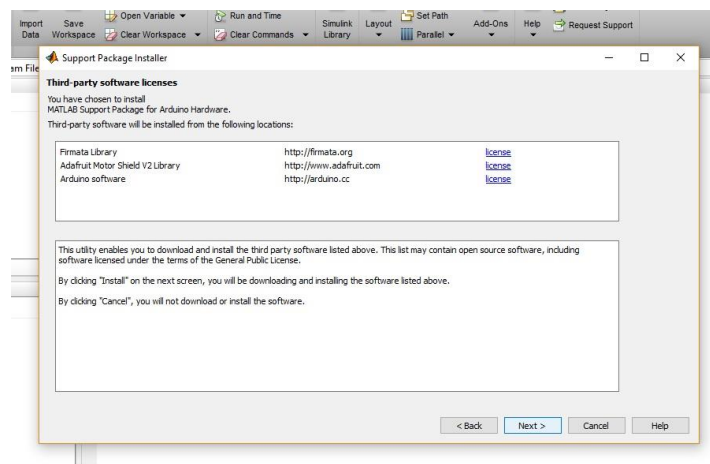 Open Variable
Run and Time
Set Path
Import
Save
Simulink
Layout
Add-Ons
Help
Request Support
Data
Workspace
Clear Workspace
Clear Commands
Library
Parallel
am File
Support Package Installer
Third-party software licenses
You have chosen to install
MATLAB Support Package for Arduino Hardware.
Third-party software will be installed from the following locations:
Firmata Library http://firmata.org license
Adafruit Motor Shield V2 Library http://www.adafruit.com license
Arduino software http://arduino.cc license
This utility enables you to download and install the third party software listed above. This list may contain open source software, including
software licensed under the terms of the General Public License.
By clicking "Install" on the next screen, you will be downloading and installing the software listed above.
By clicking "Cancel", you will not download or install the software.
< Back Next > Cancel Help